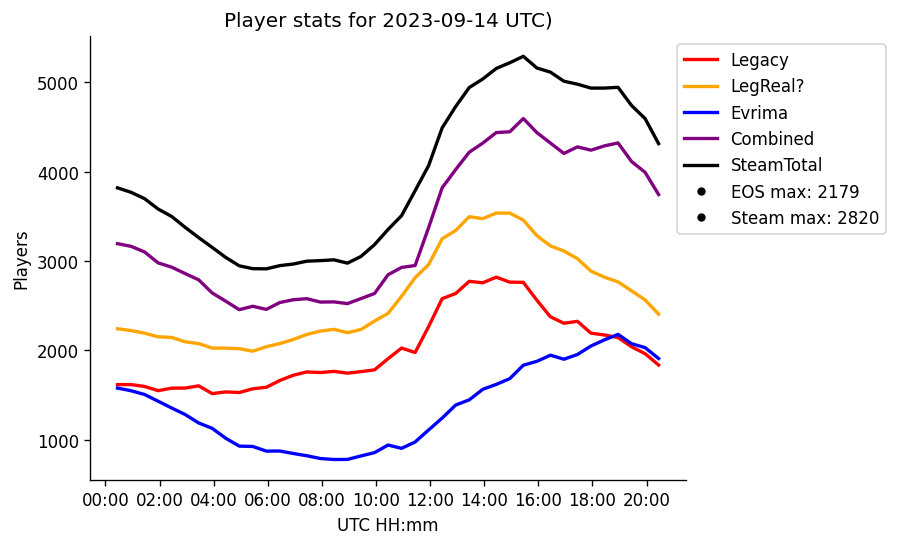 Player stats for 2023-09-14 UTC)
Players
5000
4000
3000
2000
1000
00:00 02:00 04:00 06:00 08:00 10:00 12:00 14:00 16:00 18:00 20:00
UTC HH:mm
Legacy
LegReal?
Evrima
Combined
SteamTotal
EOS max: 2179
Steam max: 2820